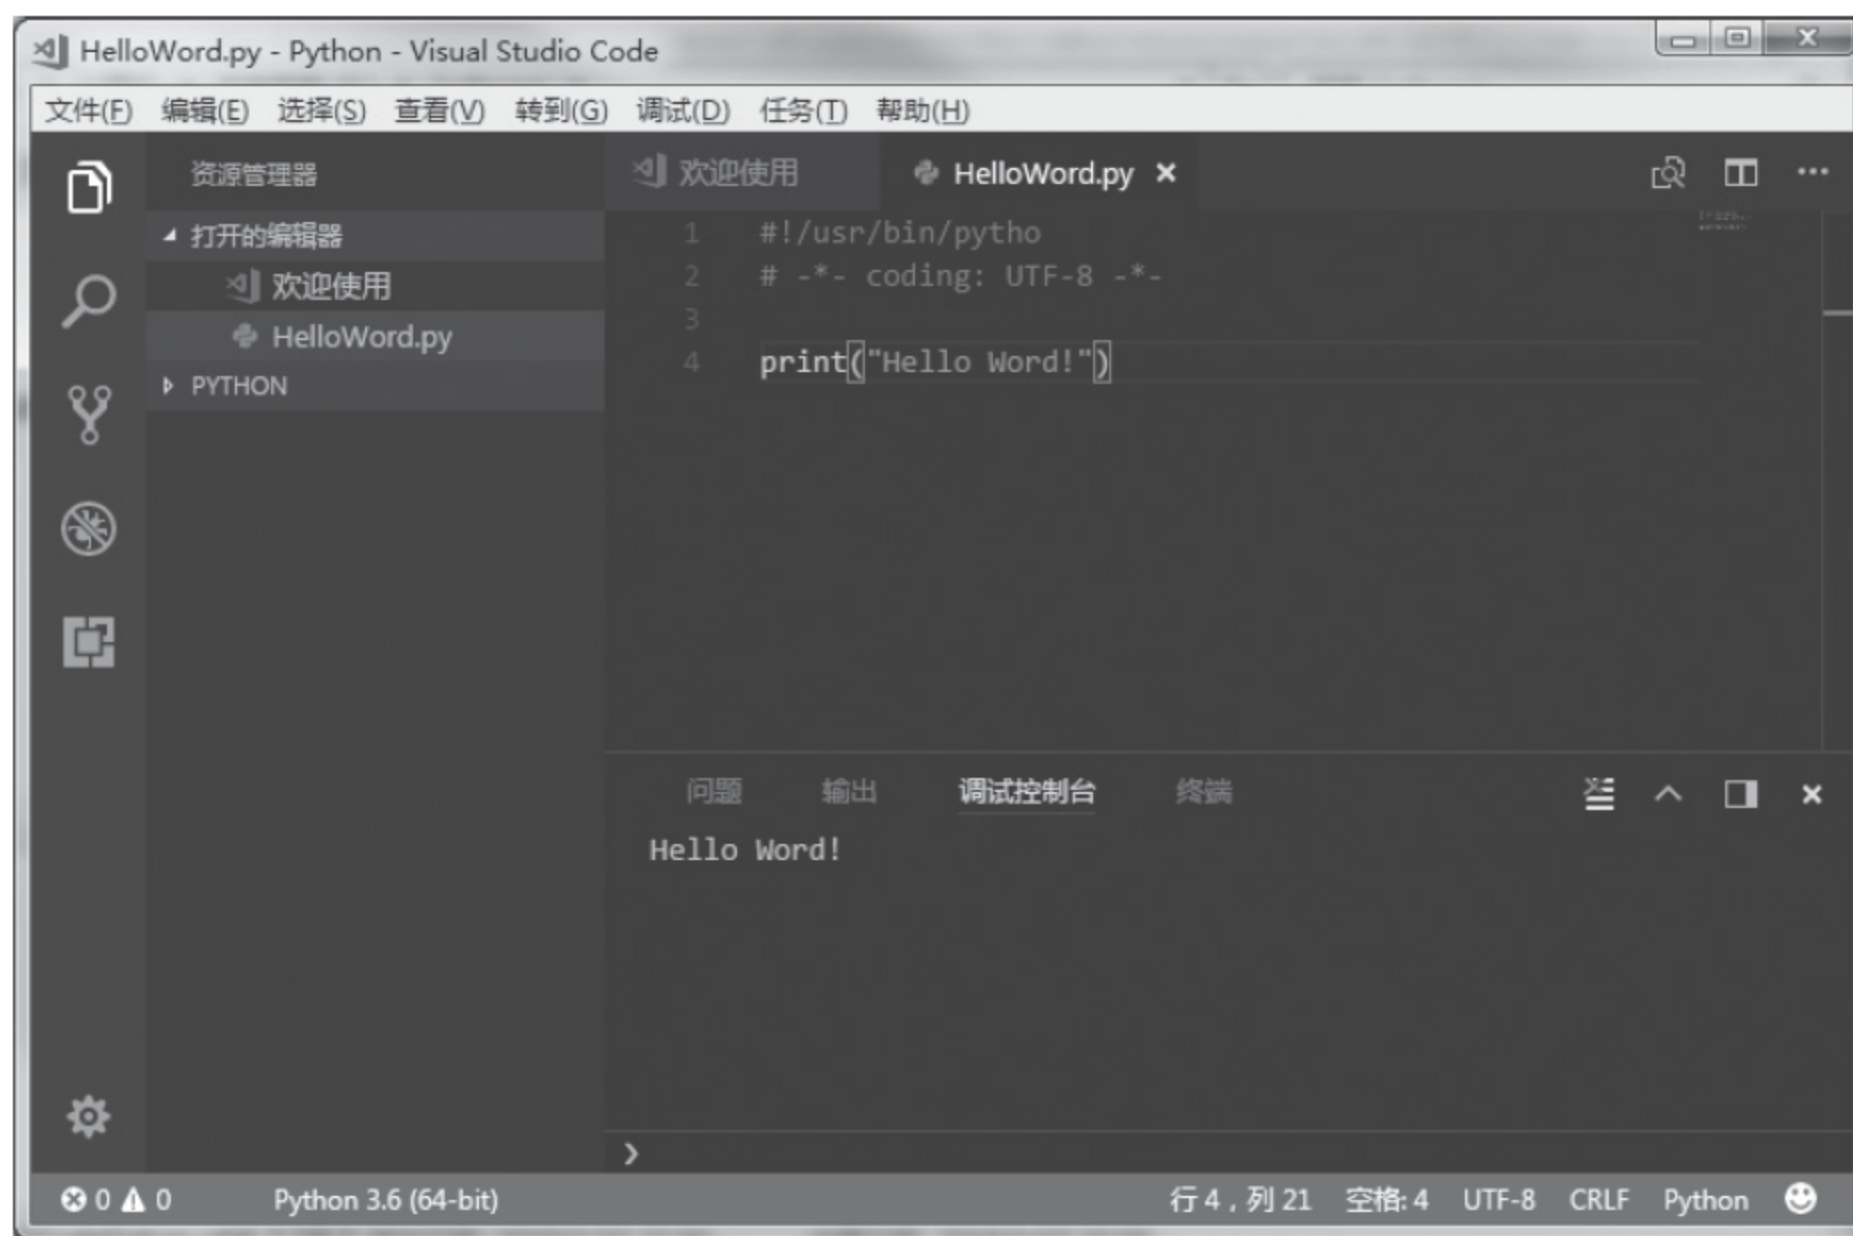 HelloWord.py - Python - Visual Studio Code
文件(F) 编辑(E) 选择(S) 查看(V) 转到(G) 调试(D) 任务(T) 帮助(H)
资源管理器
打开的编辑器
欢迎使用
HelloWord.py
PYTHON
欢迎使用 HelloWord.py
1 #!/usr/bin/pytho
2 # -*- coding: UTF-8 -*-
3
4 print("Hello Word!")
问题 输出 调试控制台 终端
Hello Word!
0 0 Python 3.6 (64-bit) 行 4，列 21 空格: 4 UTF-8 CRLF Python